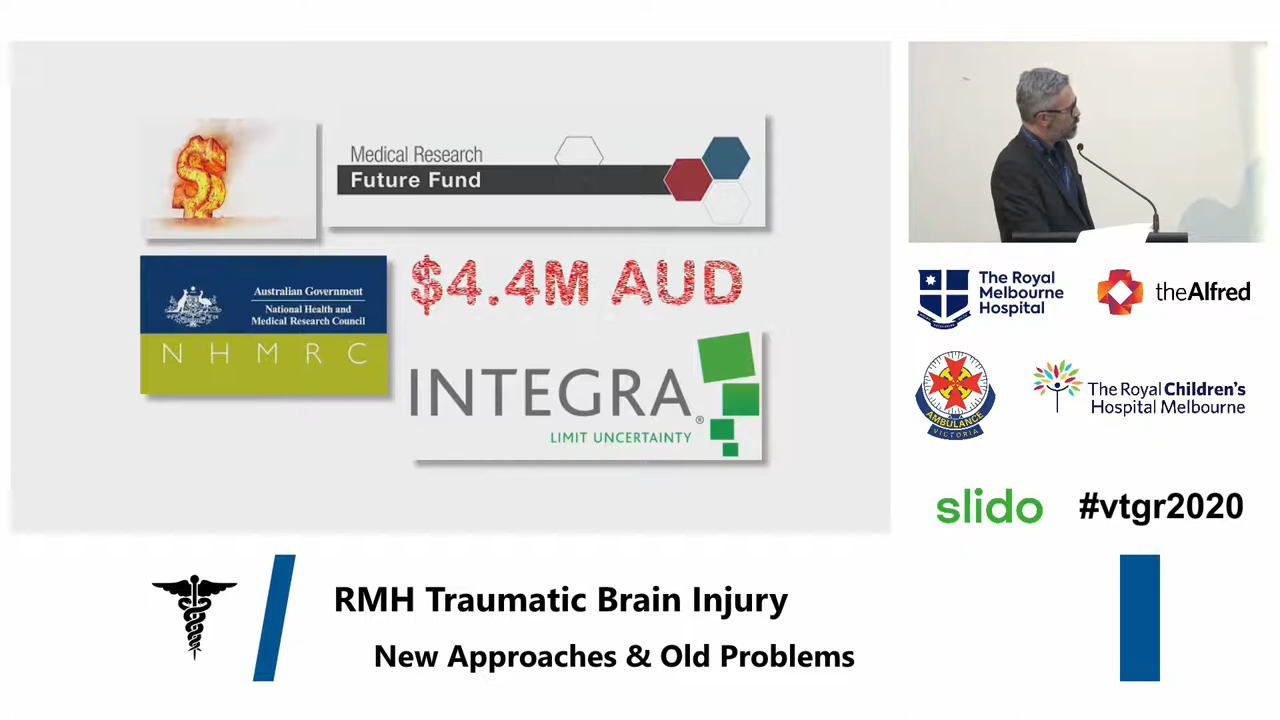 $
Medical Research
Future Fund
Australian Government
National Health and
Medical Research Council
NHMRC
$4.4M AUD
INTEGRA®
LIMIT UNCERTAINTY
The Royal
Melbourne
Hospital
theAlfred
AMBULANCE
VICTORIA
The Royal Children's
Hospital Melbourne
slido
#vtgr2020
RMH Traumatic Brain Injury
New Approaches & Old Problems